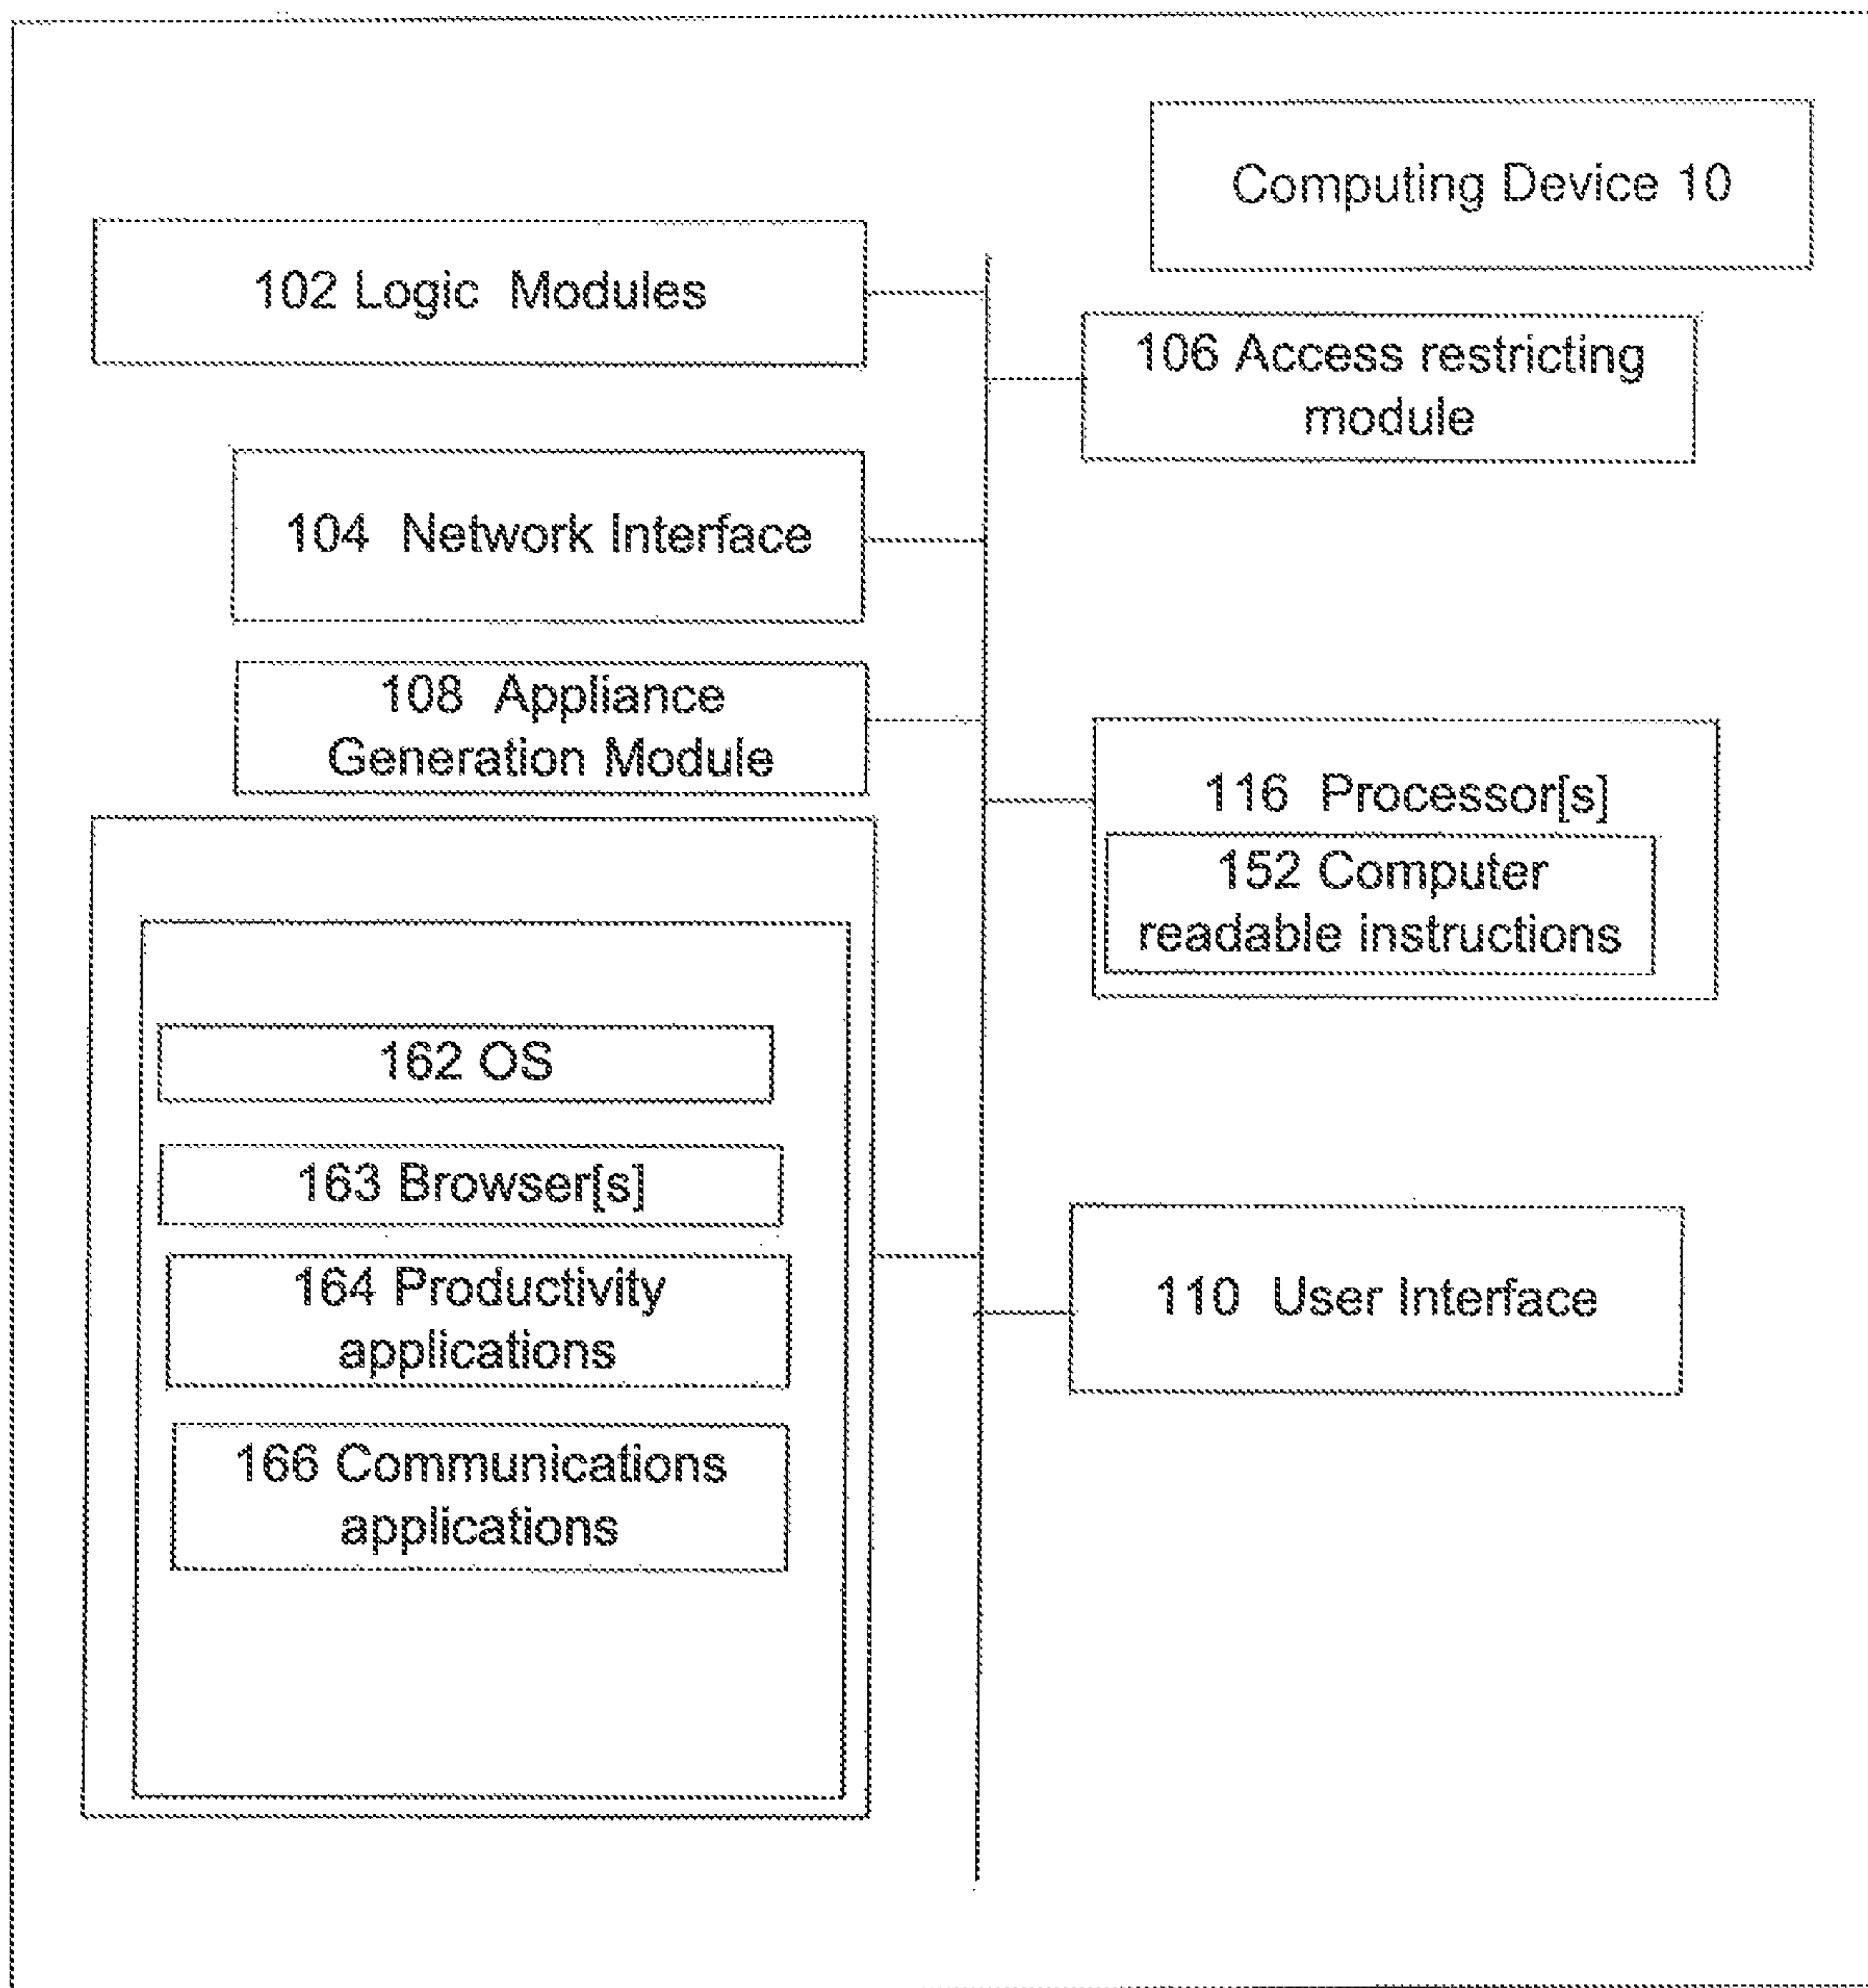 Computing Device 10
102 Logic Modules
106 Access restricting
module
104 Network Interface
108 Appliance
Generation Module
116 Processor[s]
152 Computer
readable instructions
162 OS
163 Browser[s]
164 Productivity
applications
110 User Interface
166 Communications
applications